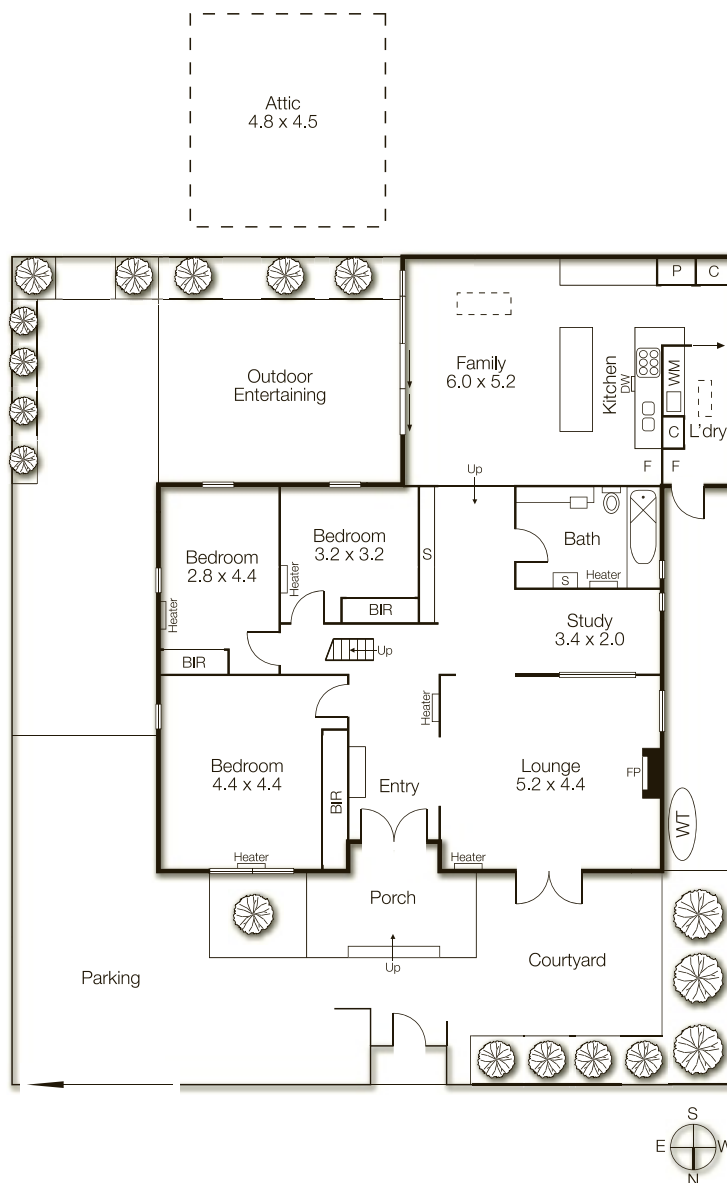 Attic
4.8 x 4.5
P
C
Outdoor
Entertaining
Family
6.0 x 5.2
Kitchen
DW
WM
C
L'dry
F
F
Up
Bedroom
2.8 x 4.4
Heater
BIR
Bedroom
3.2 x 3.2
Heater
BIR
S
Bath
S
Heater
Study
3.4 x 2.0
Up
Bedroom
4.4 x 4.4
BIR
Heater
Heater
Entry
Lounge
5.2 x 4.4
FP
WT
Heater
Porch
Up
Courtyard
Parking
S
E
W
N